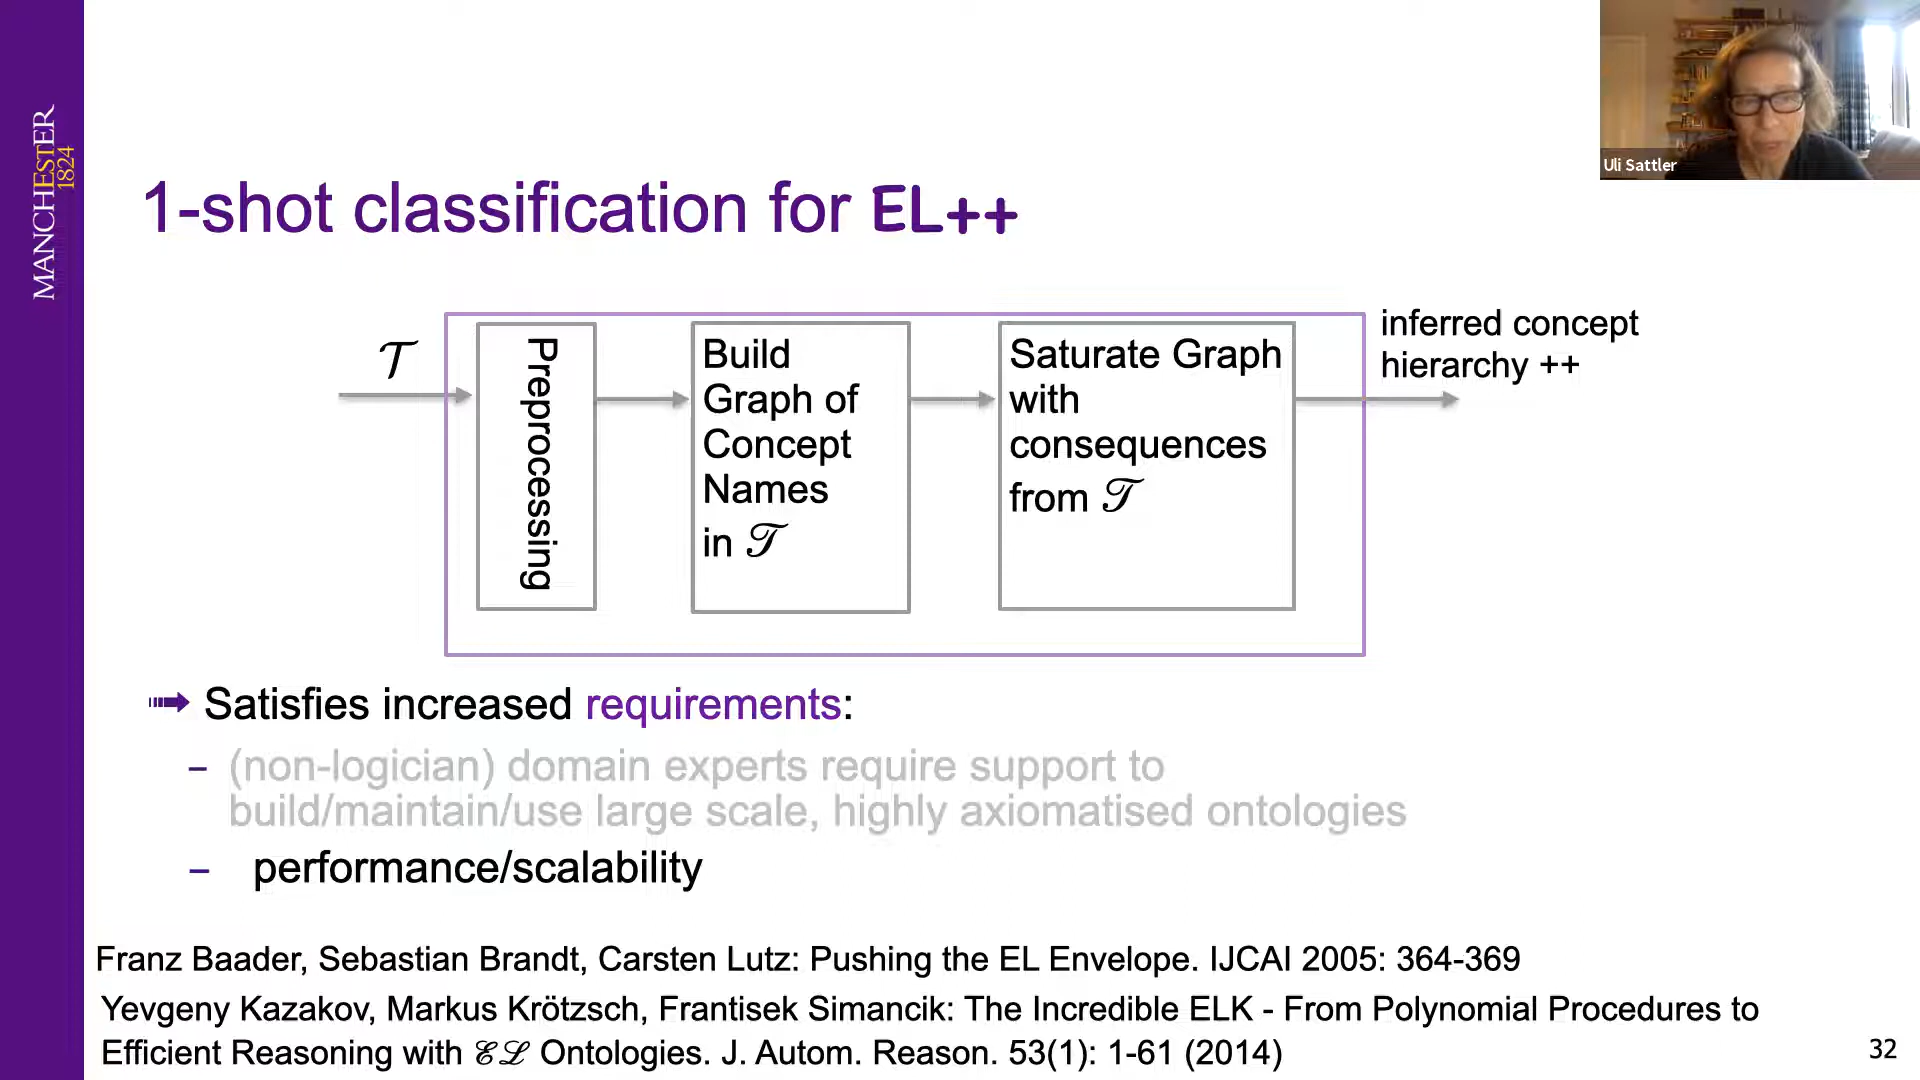 MANCHESTER
1824
Uli Sattler
1-shot classification for EL++
𝒯
Preprocessing
Build
Graph of
Concept
Names
in 𝒯
Saturate Graph
with
consequences
from 𝒯
inferred concept
hierarchy ++
➟ Satisfies increased requirements:
– (non-logician) domain experts require support to
build/maintain/use large scale, highly axiomatised ontologies
– performance/scalability
Franz Baader, Sebastian Brandt, Carsten Lutz: Pushing the EL Envelope. IJCAI 2005: 364-369
Yevgeny Kazakov, Markus Krötzsch, Frantisek Simancik: The Incredible ELK - From Polynomial Procedures to
Efficient Reasoning with ℰℒ Ontologies. J. Autom. Reason. 53(1): 1-61 (2014)
32